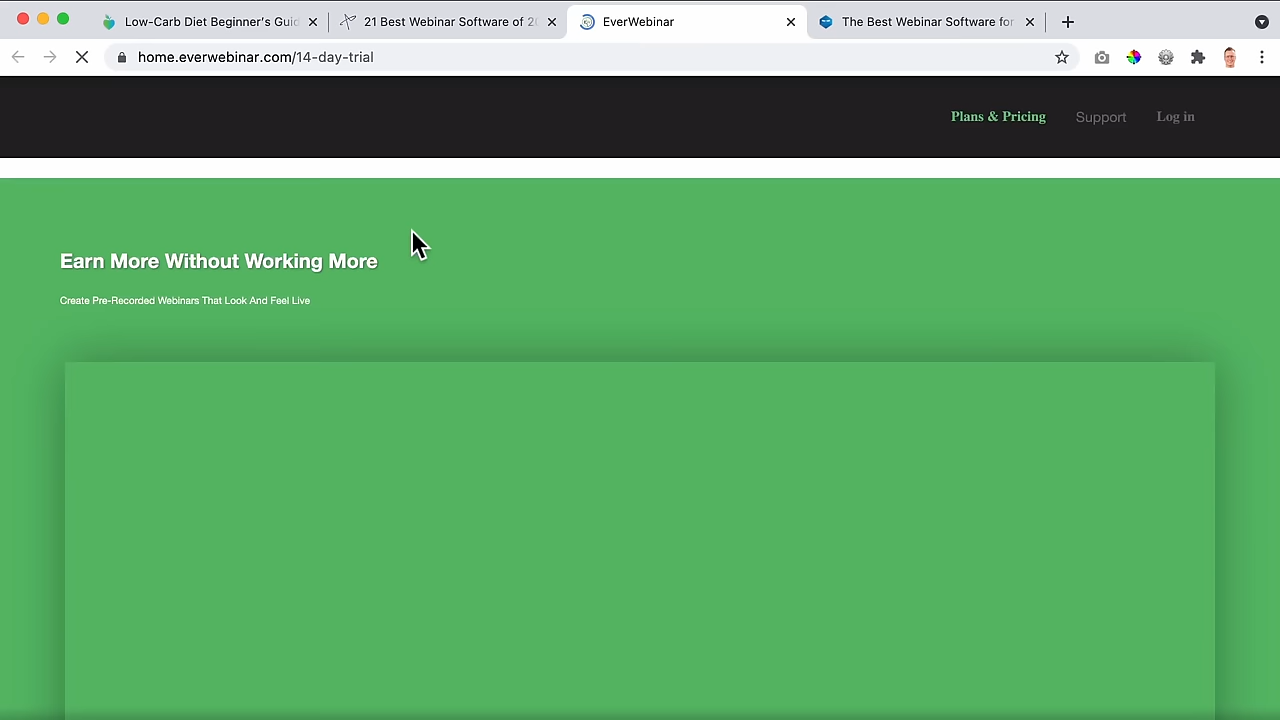 Low-Carb Diet Beginner's Guid
21 Best Webinar Software of 20
EverWebinar
The Best Webinar Software for
home.everwebinar.com/14-day-trial
Plans & Pricing
Support
Log in
Earn More Without Working More
Create Pre-Recorded Webinars That Look And Feel Live